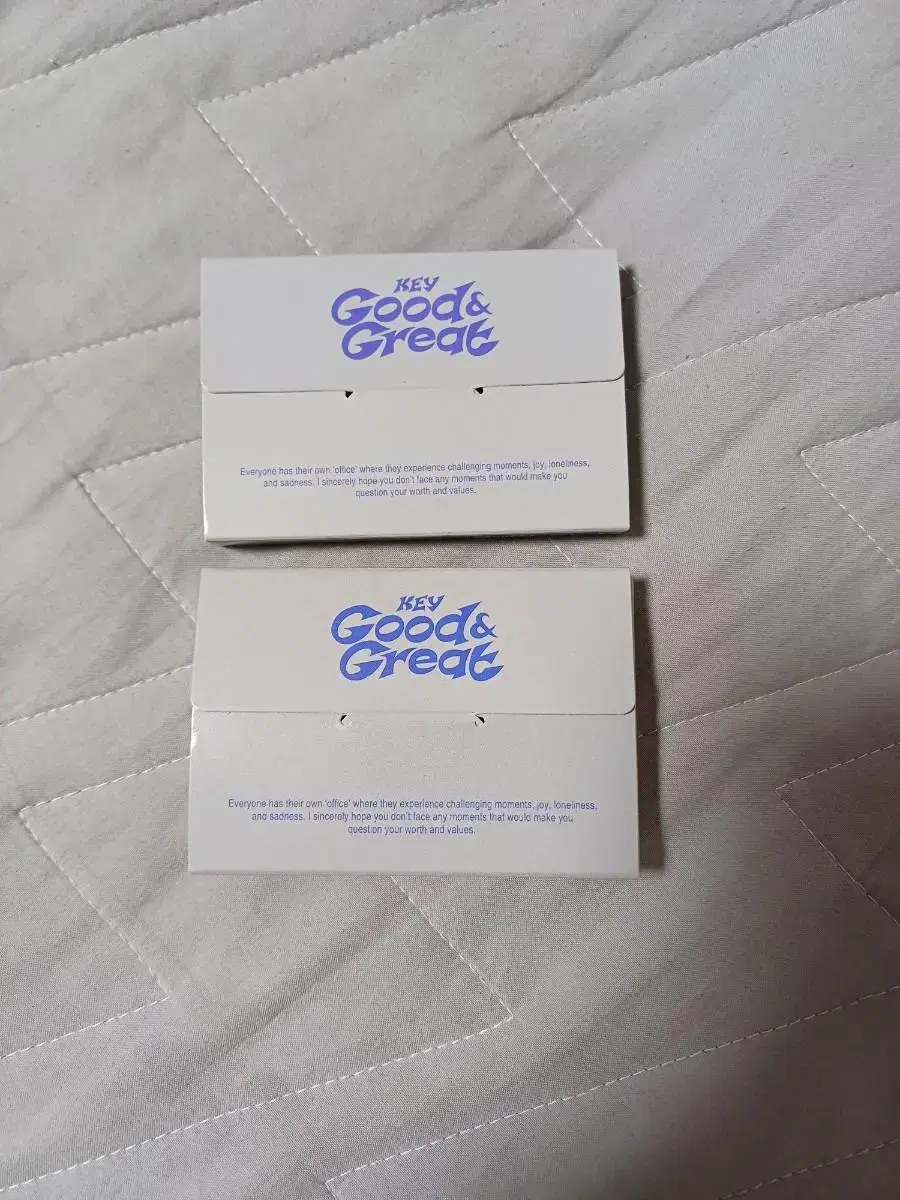 KEY
Good&
Great
Everyone has their own 'office' where they experience challenging moments, joy, loneliness,
and sadness. I sincerely hope you don't face any moments that would make you
question your worth and values.
KEY
Good&
Great
Everyone has their own 'office' where they experience challenging moments, joy, loneliness,
and sadness. I sincerely hope you don't face any moments that would make you
question your worth and values.